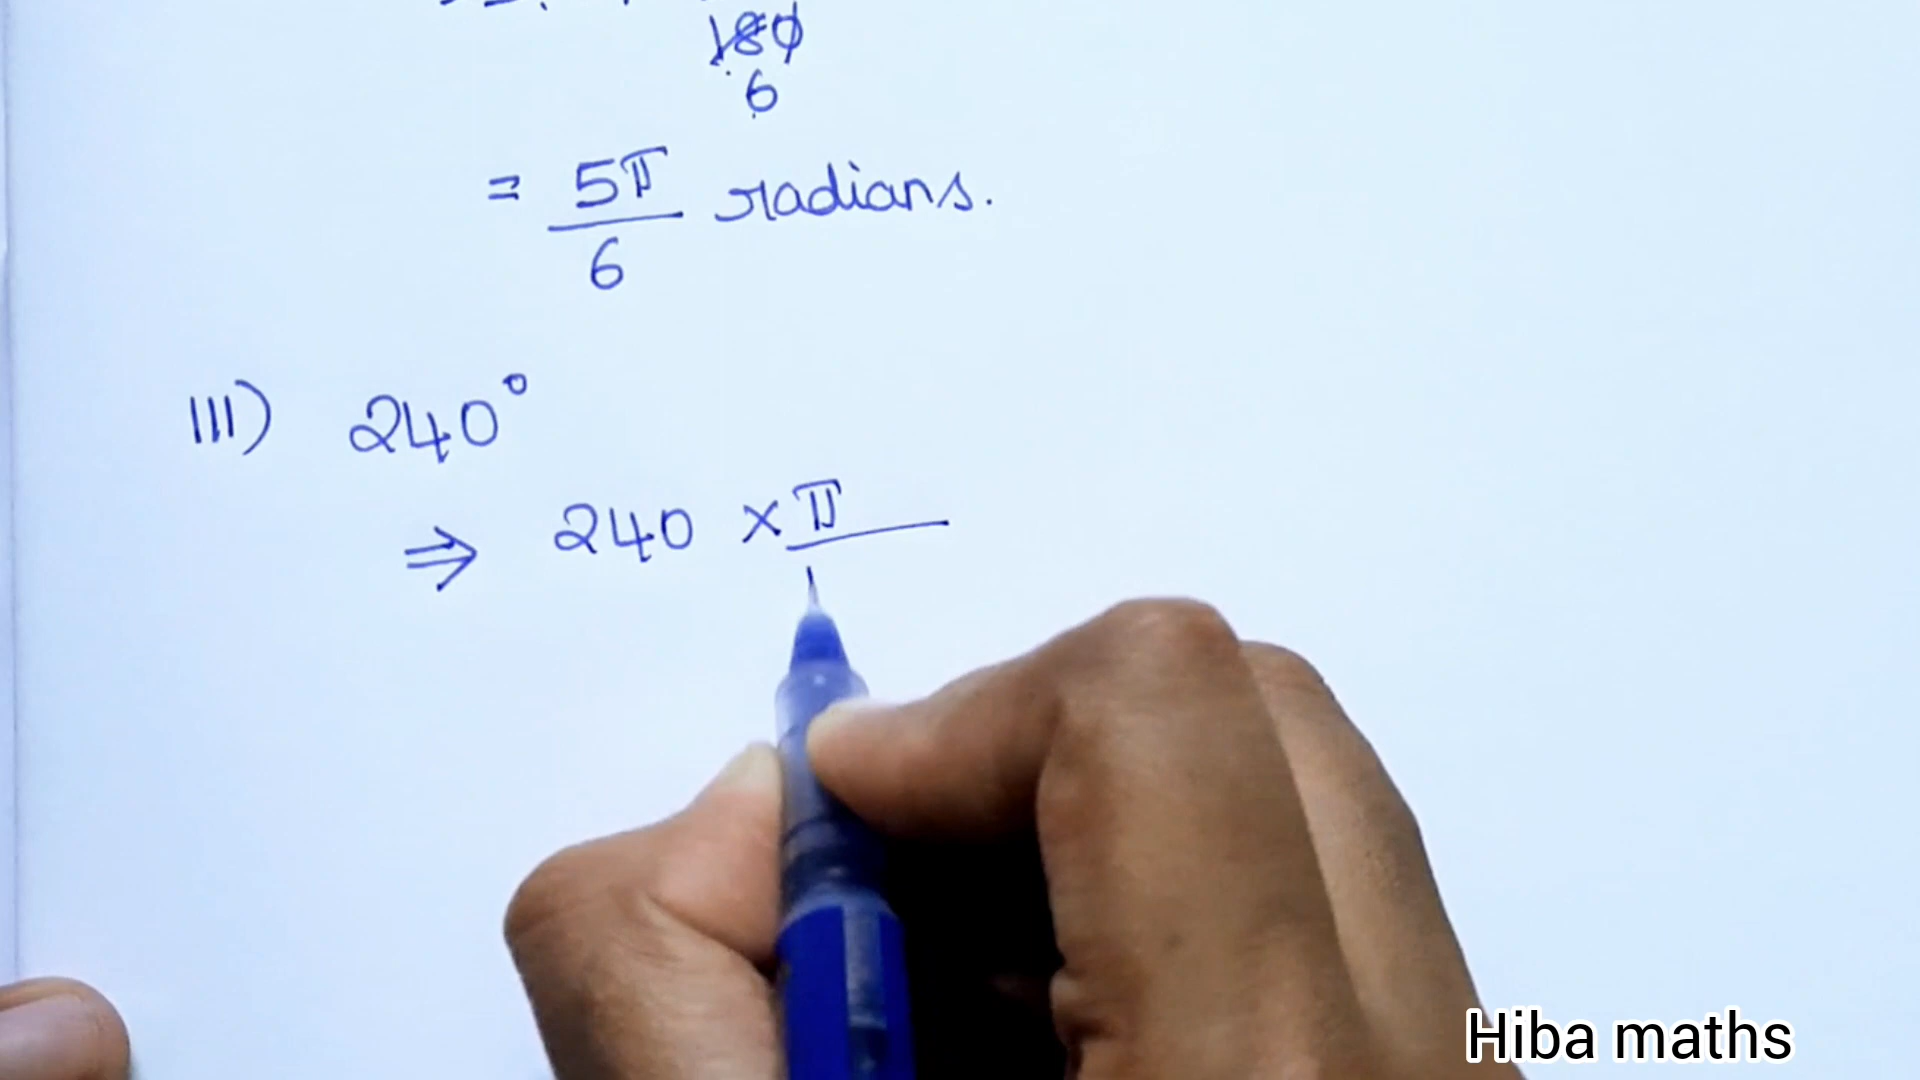 180
6
= 5π
6 radians.
III) 240°
⇒ 240 × π
Hiba maths